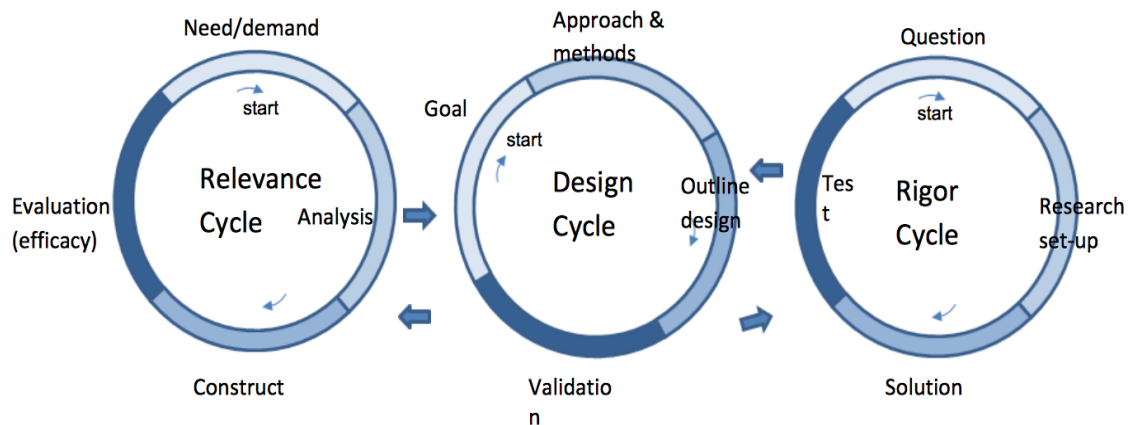 Need/demand
start
Relevance
Cycle
Analysis
Evaluation
(efficacy)
Construct
Approach &
methods
Goal
start
Design
Cycle
Outline
design
Validatio
n
Question
start
Tes
t
Rigor
Cycle
Research
set-up
Solution